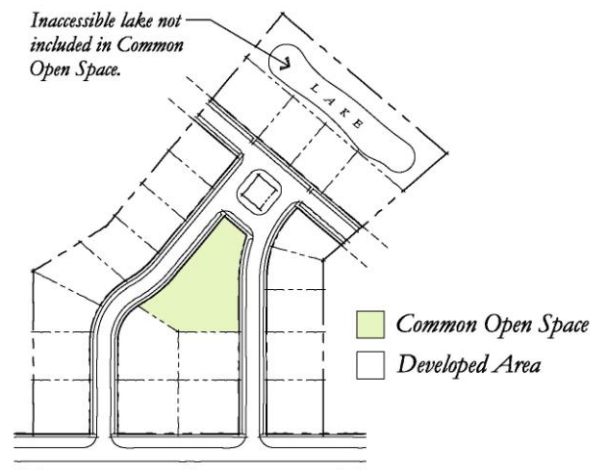 Inaccessible lake not
included in Common
Open Space.
LAKE
Common Open Space
Developed Area